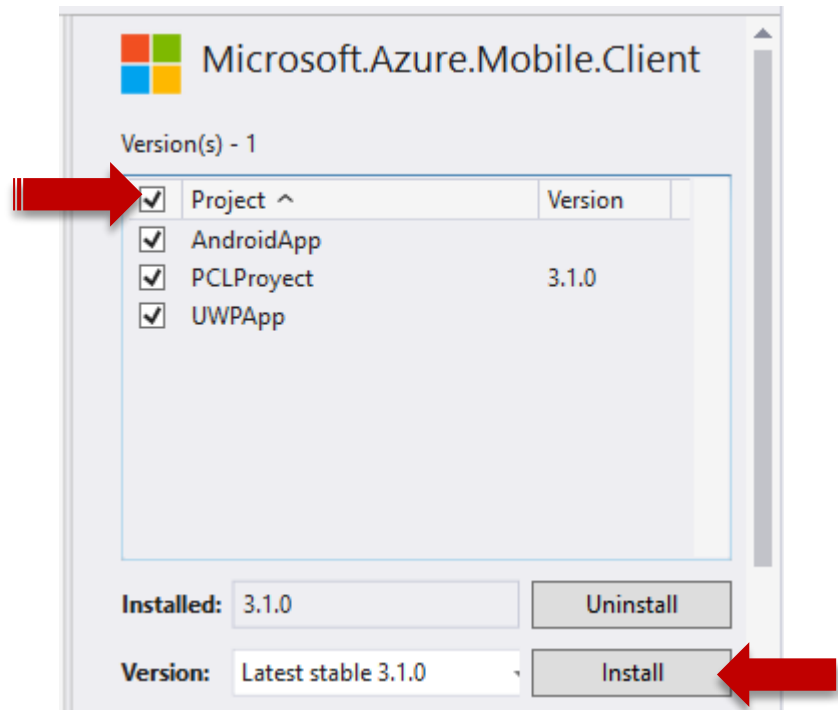 Microsoft.Azure.Mobile.Client
Version(s) - 1
Project Version
AndroidApp
PCLProyect 3.1.0
UWPApp
Installed: 3.1.0 Uninstall
Version: Latest stable 3.1.0 Install